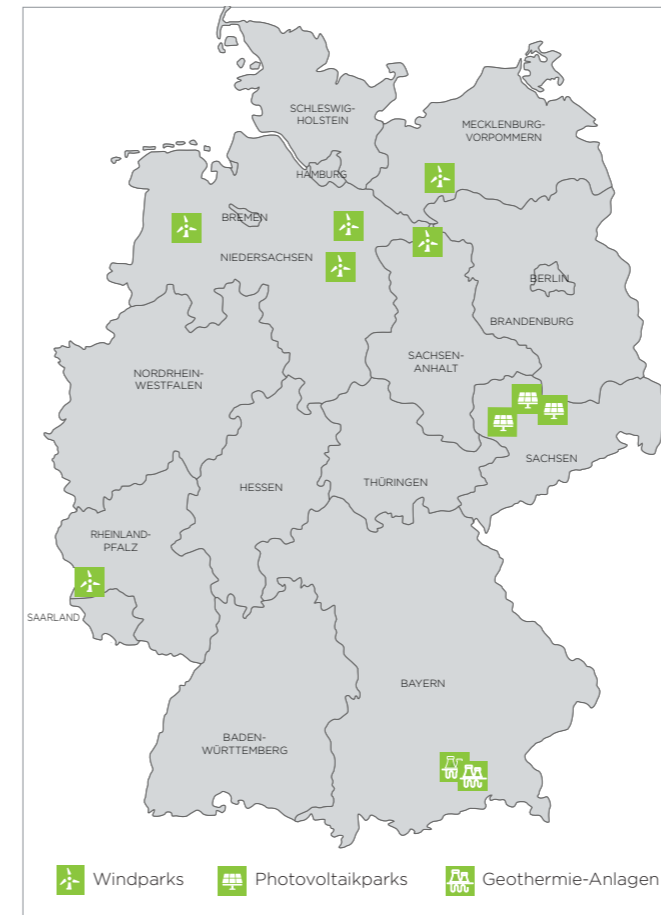 SCHLESWIG-
HOLSTEIN
MECKLENBURG-
VORPOMMERN
HAMBURG
BREMEN
NIEDERSACHSEN
BERLIN
BRANDENBURG
SACHSEN-
ANHALT
NORDRHEIN-
WESTFALEN
SACHSEN
THÜRINGEN
HESSEN
RHEINLAND-
PFALZ
SAARLAND
BAYERN
BADEN-
WÜRTTEMBERG
Windparks
Photovoltaikparks
Geothermie-Anlagen